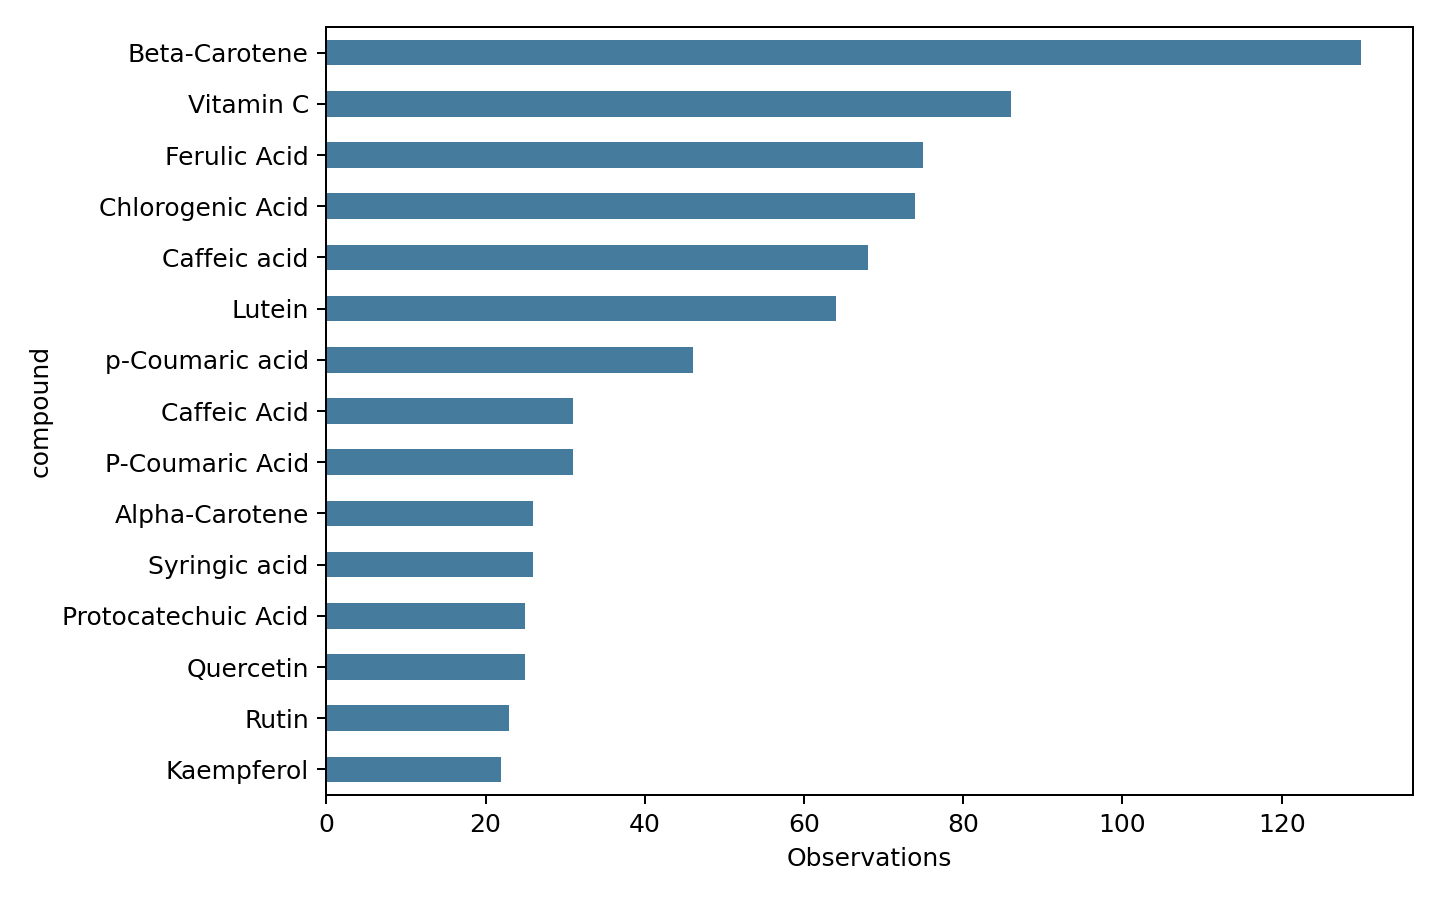 Beta-Carotene
Vitamin C
Ferulic Acid
Chlorogenic Acid
Caffeic acid
Lutein
p-Coumaric acid
Caffeic Acid
P-Coumaric Acid
Alpha-Carotene
Syringic acid
Protocatechuic Acid
Quercetin
Rutin
Kaempferol
compound
0 20 40 60 80 100 120
Observations